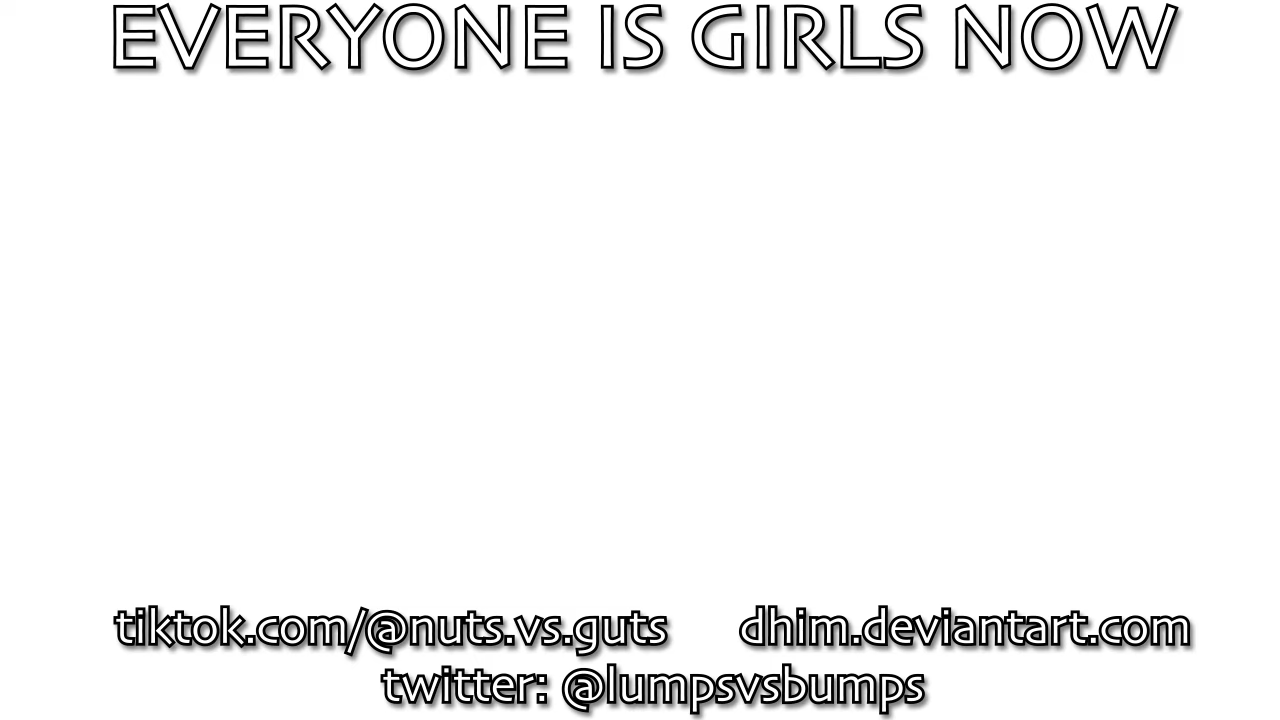 EVERYONE IS GIRLS NOW
tiktok.com/@nuts.vs.guts dhim.deviantart.com
twitter: @lumpsvsbumps